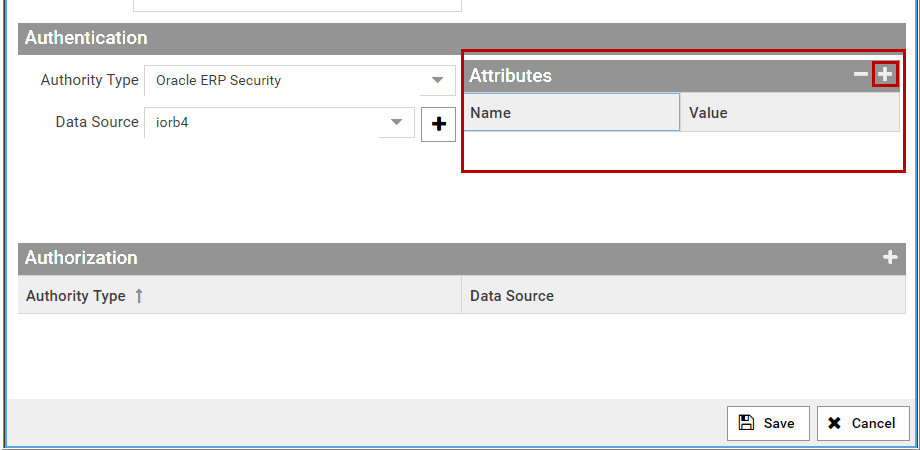 Authentication
Authority Type Oracle ERP Security
Data Source iorb4
Attributes
Name Value
Authorization
Authority Type Data Source
Save Cancel